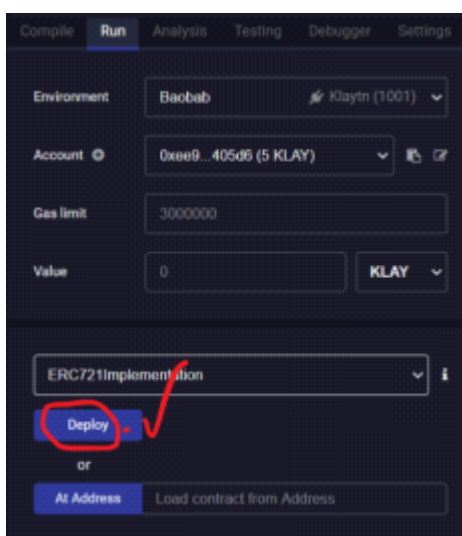 Compile Run Analysis Testing Debugger Settings
Environment Baobab Klaytn (1001)
Account 0xee9...405d6 (5 KLAY)
Gas limit 3000000
Value 0 KLAY
ERC721Implementation
Deploy
or
At Address Load contract from Address